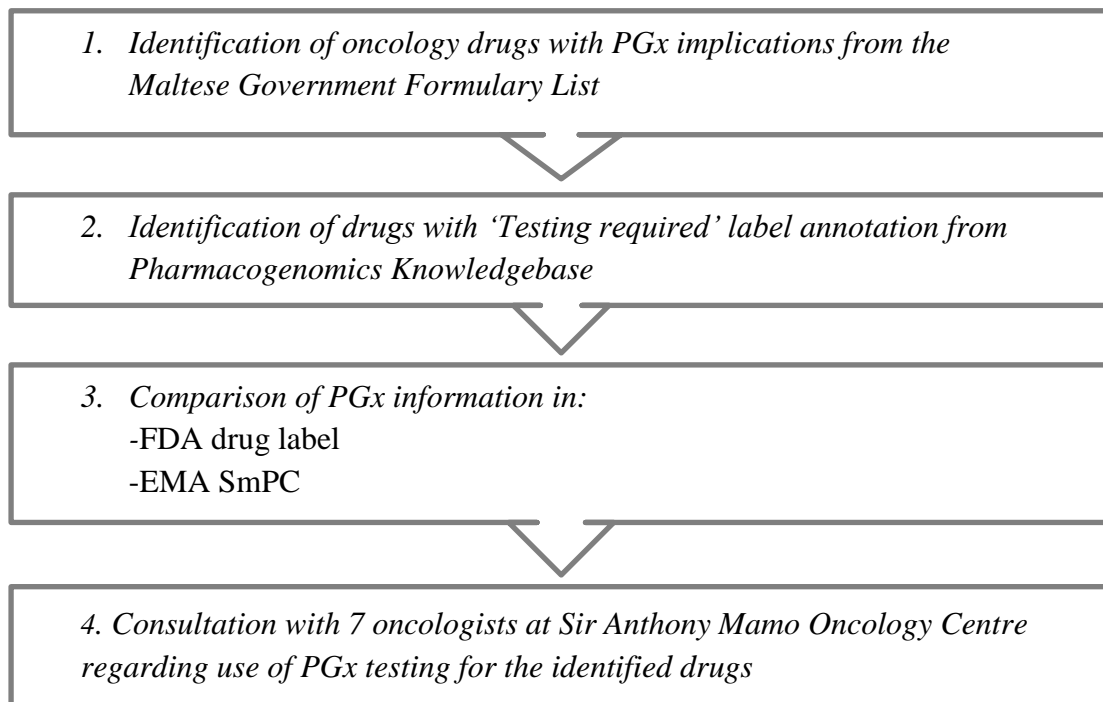 1. Identification of oncology drugs with PGx implications from the
Maltese Government Formulary List
2. Identification of drugs with ‘Testing required’ label annotation from
Pharmacogenomics Knowledgebase
3. Comparison of PGx information in:
-FDA drug label
-EMA SmPC
4. Consultation with 7 oncologists at Sir Anthony Mamo Oncology Centre
regarding use of PGx testing for the identified drugs